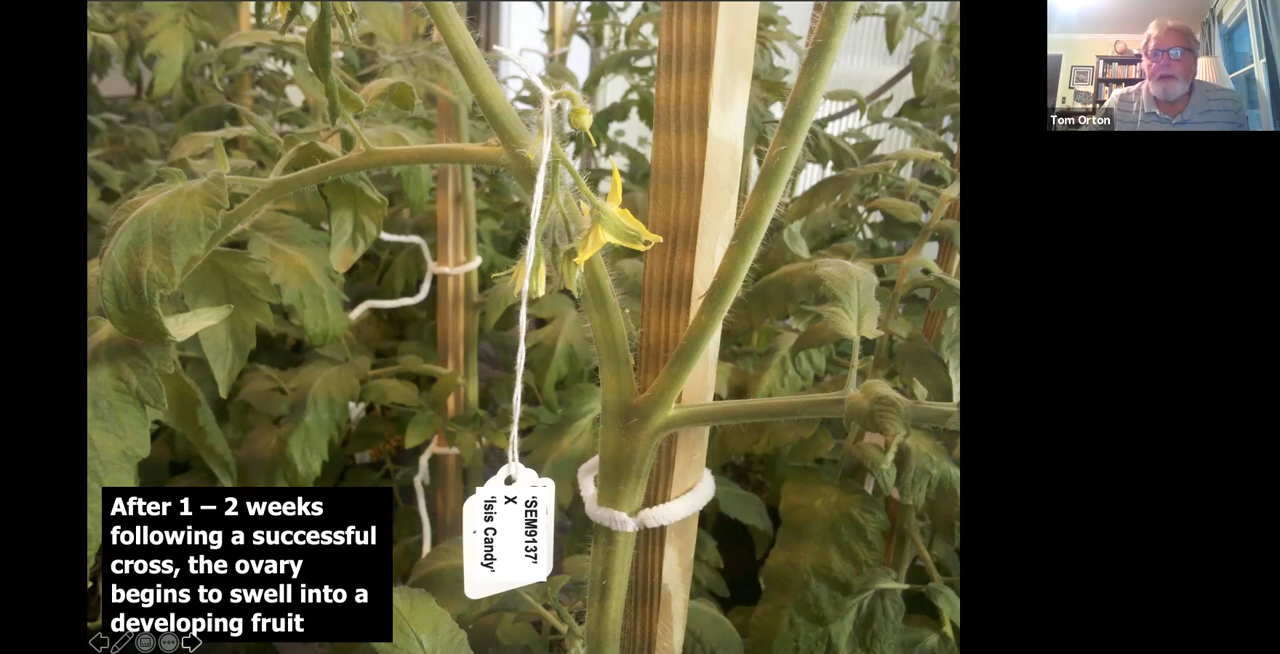 Tom Orton
'SEM9137'
X
'Isis Candy'
After 1 – 2 weeks
following a successful
cross, the ovary
begins to swell into a
developing fruit